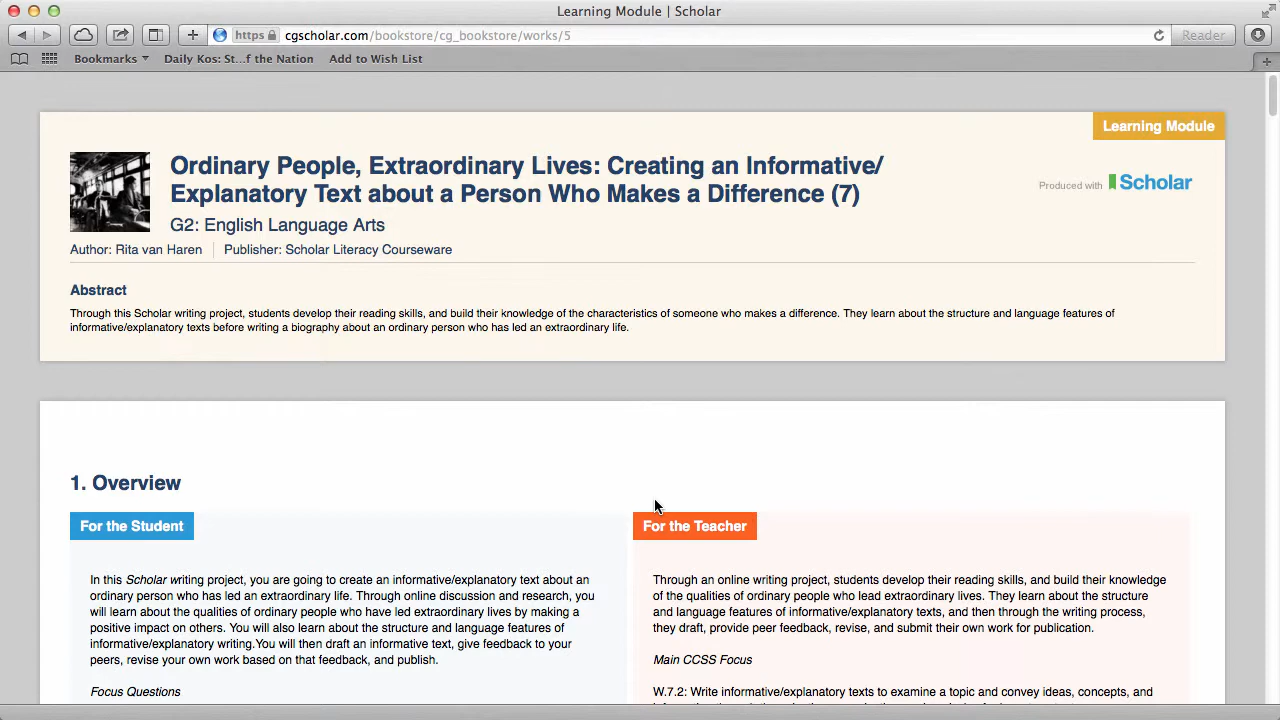 Learning Module | Scholar
https cgscholar.com/bookstore/cg_bookstore/works/5
Reader
Bookmarks Daily Kos: St...f the Nation Add to Wish List
Learning Module
Ordinary People, Extraordinary Lives: Creating an Informative/
Explanatory Text about a Person Who Makes a Difference (7)
Produced with Scholar
G2: English Language Arts
Author: Rita van Haren Publisher: Scholar Literacy Courseware
Abstract
Through this Scholar writing project, students develop their reading skills, and build their knowledge of the characteristics of someone who makes a difference. They learn about the structure and language features of
informative/explanatory texts before writing a biography about an ordinary person who has led an extraordinary life.
1. Overview
For the Student
In this Scholar writing project, you are going to create an informative/explanatory text about an
ordinary person who has led an extraordinary life. Through online discussion and research, you
will learn about the qualities of ordinary people who have led extraordinary lives by making a
positive impact on others. You will also learn about the structure and language features of
informative/explanatory writing.You will then draft an informative text, give feedback to your
peers, revise your own work based on that feedback, and publish.
Focus Questions
For the Teacher
Through an online writing project, students develop their reading skills, and build their knowledge
of the qualities of ordinary people who lead extraordinary lives. They learn about the structure
and language features of informative/explanatory texts, and then through the writing process,
they draft, provide peer feedback, revise, and submit their own work for publication.
Main CCSS Focus
W.7.2: Write informative/explanatory texts to examine a topic and convey ideas, concepts, and